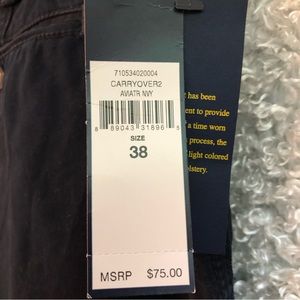 710534020004
CARRYOVER2
AVIATR NVY
8 89043 31896 5
SIZE
38
MSRP $75.00
t has been
ent to provide
a time worn
process, the
light colored
olstery.